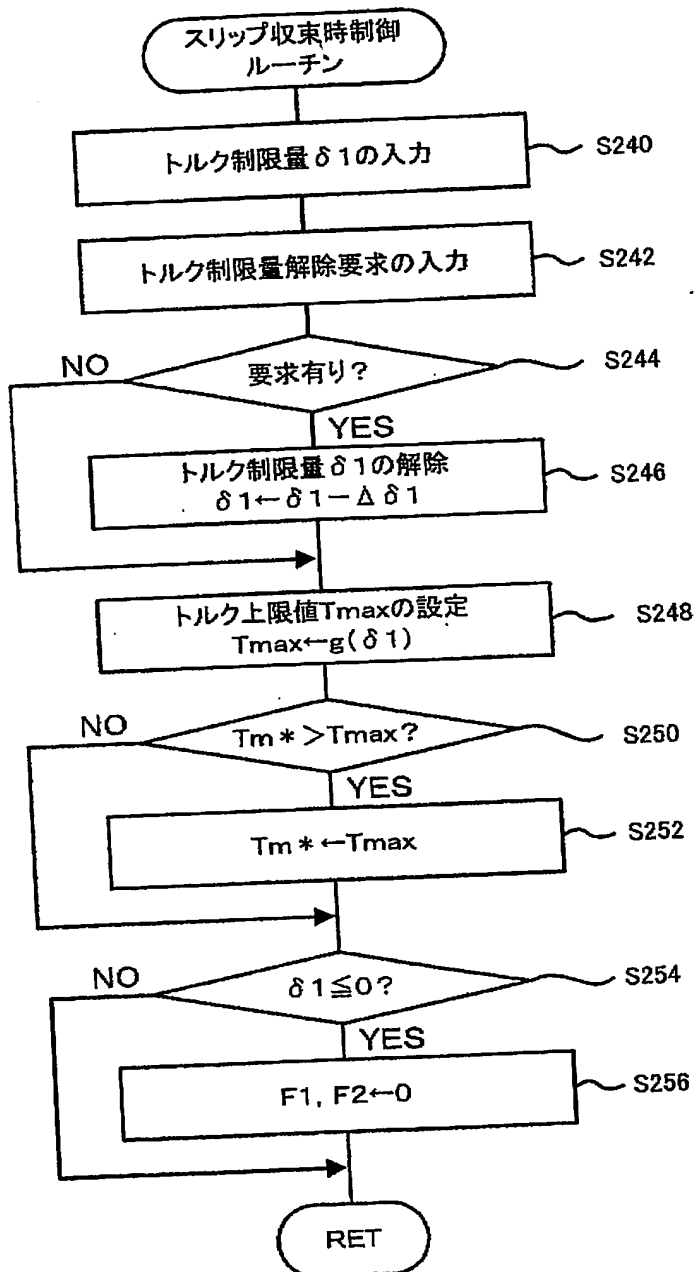 スリップ収束時制御
ルーチン
トルク制限量δ1の入力
S240
トルク制限量解除要求の入力
S242
要求有り?
S244
NO
YES
トルク制限量δ1の解除
δ1←δ1−Δδ1
S246
トルク上限値Tmaxの設定
Tmax←g(δ1)
S248
Tm*>Tmax?
S250
NO
YES
Tm*←Tmax
S252
δ1≦0?
S254
NO
YES
F1, F2←0
S256
RET